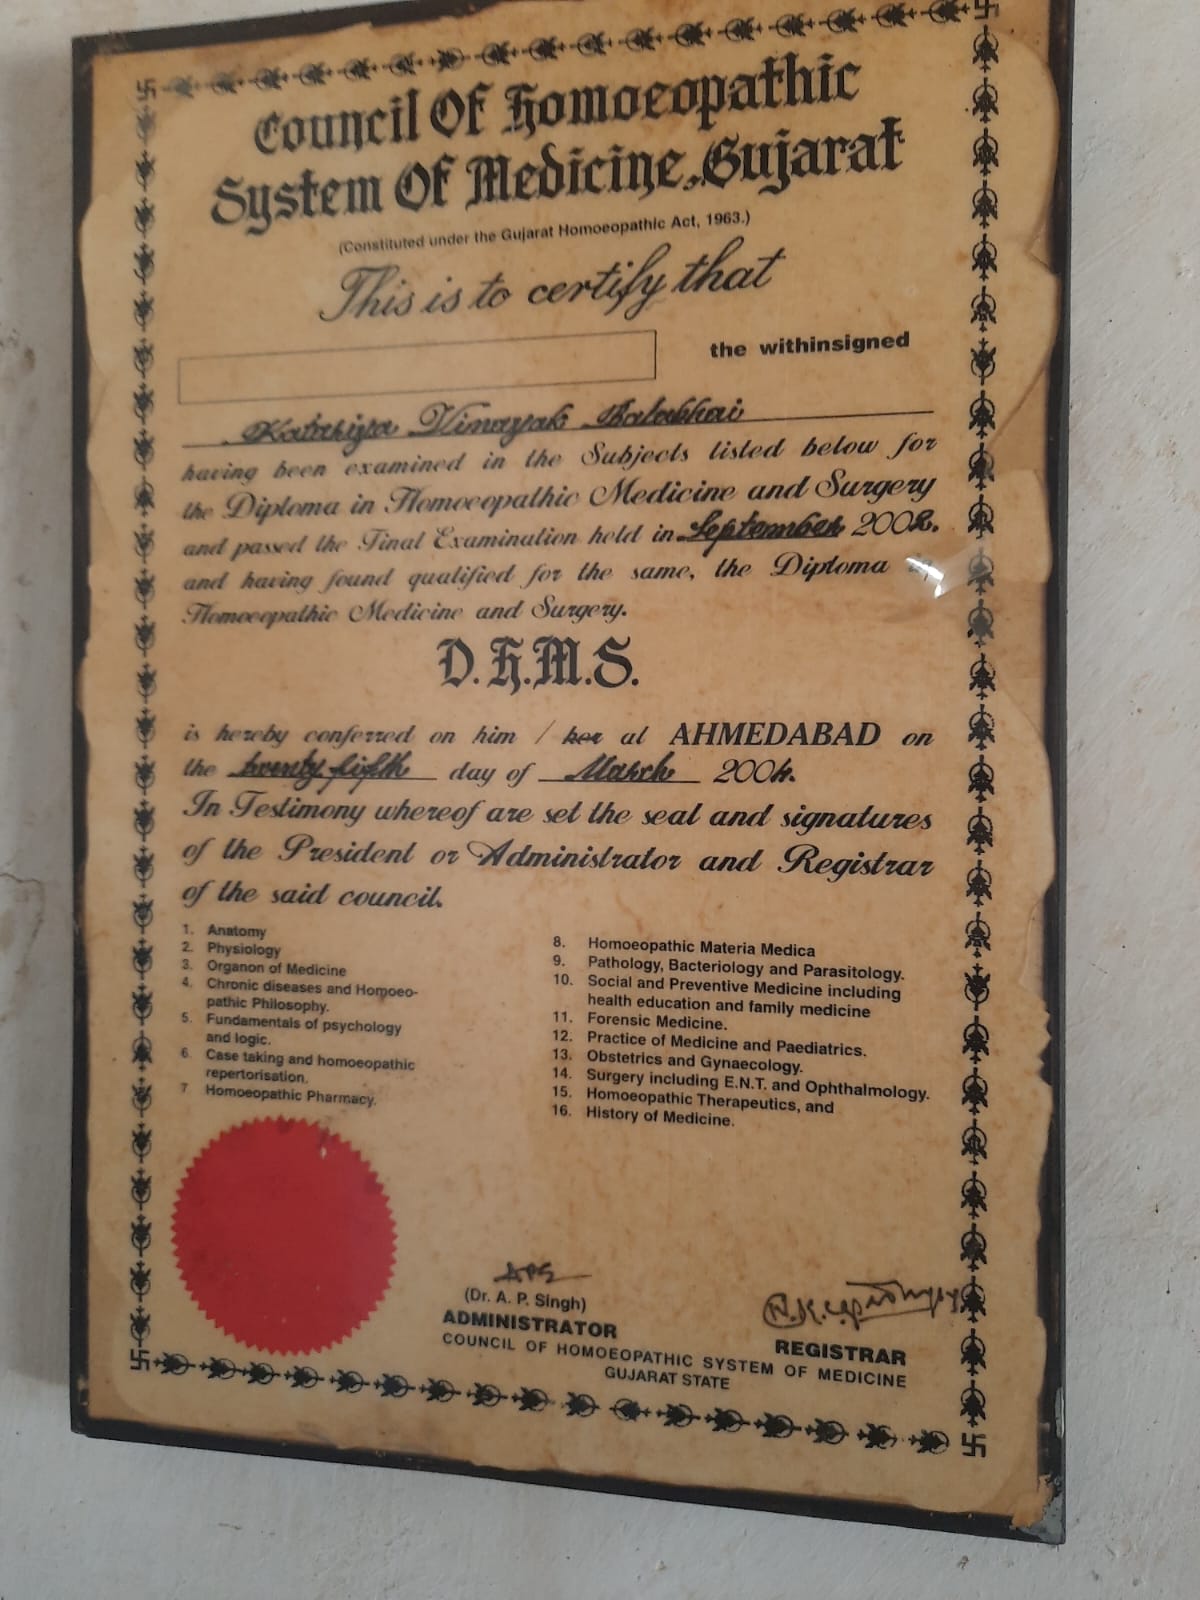 Council Of Homoeopathic
System Of Medicine, Gujarat
(Constituted under the Gujarat Homoeopathic Act, 1963.)
This is to certify that
the withinsigned
Katariya Vinayak Balabhai
having been examined in the Subjects listed below for
the Diploma in Homoeopathic Medicine and Surgery
and passed the Final Examination held in September 2002.
and having found qualified for the same, the Diploma in
Homoeopathic Medicine and Surgery.
D.H.M.S.
is hereby conferred on him / her at AHMEDABAD on
the twenty fifth day of March 2004.
In Testimony whereof are set the seal and signatures
of the President or Administrator and Registrar
of the said council.
1. Anatomy
2. Physiology
3. Organon of Medicine
4. Chronic diseases and Homoeo-
pathic Philosophy.
5. Fundamentals of psychology
and logic.
6. Case taking and homoeopathic
repertorisation.
7 Homoeopathic Pharmacy.
8. Homoeopathic Materia Medica
9. Pathology, Bacteriology and Parasitology.
10. Social and Preventive Medicine including
health education and family medicine
11. Forensic Medicine.
12. Practice of Medicine and Paediatrics.
13. Obstetrics and Gynaecology.
14. Surgery including E.N.T. and Ophthalmology.
15. Homoeopathic Therapeutics, and
16. History of Medicine.
(Dr. A. P. Singh)
ADMINISTRATOR
REGISTRAR
COUNCIL OF HOMOEOPATHIC SYSTEM OF MEDICINE
GUJARAT STATE